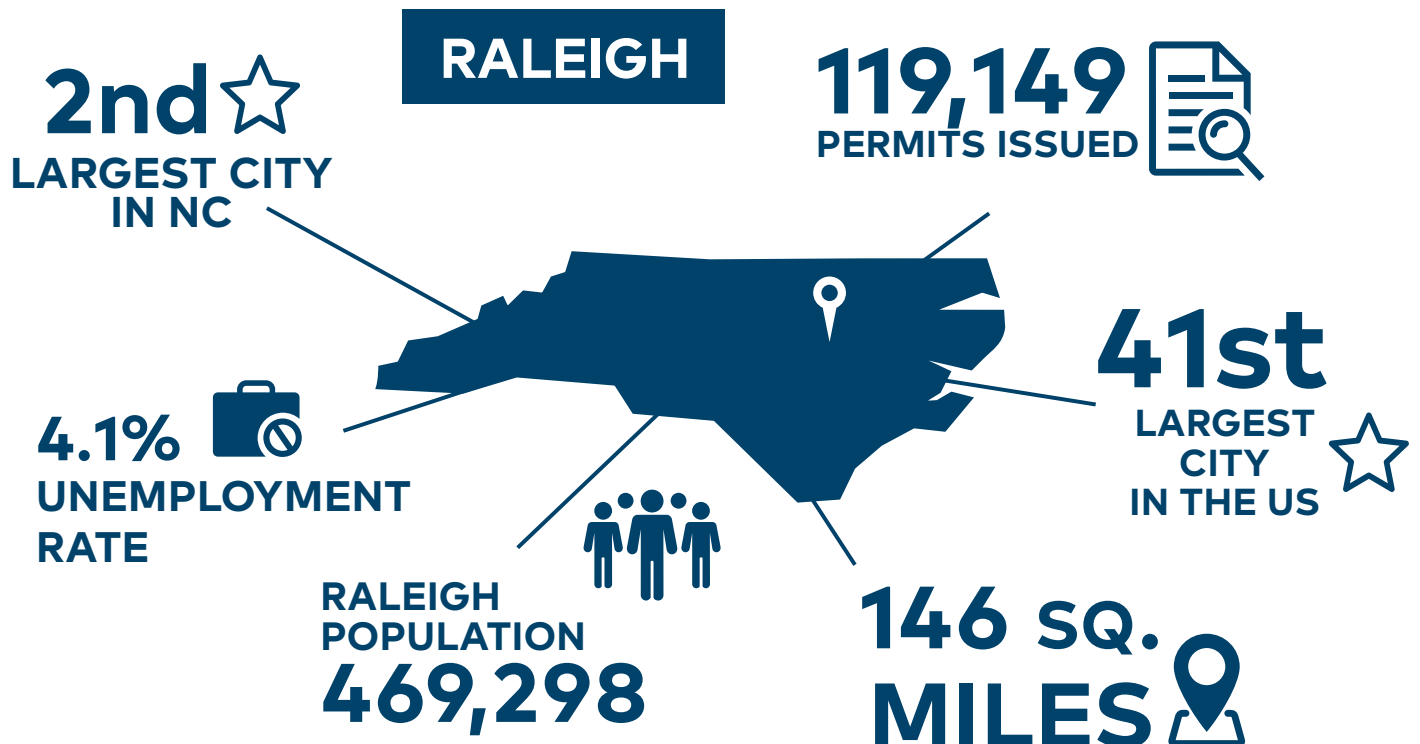 RALEIGH
2nd
LARGEST CITY
IN NC
119,149
PERMITS ISSUED
41st
LARGEST
CITY
IN THE US
4.1%
UNEMPLOYMENT
RATE
RALEIGH
POPULATION
469,298
146 SQ.
MILES